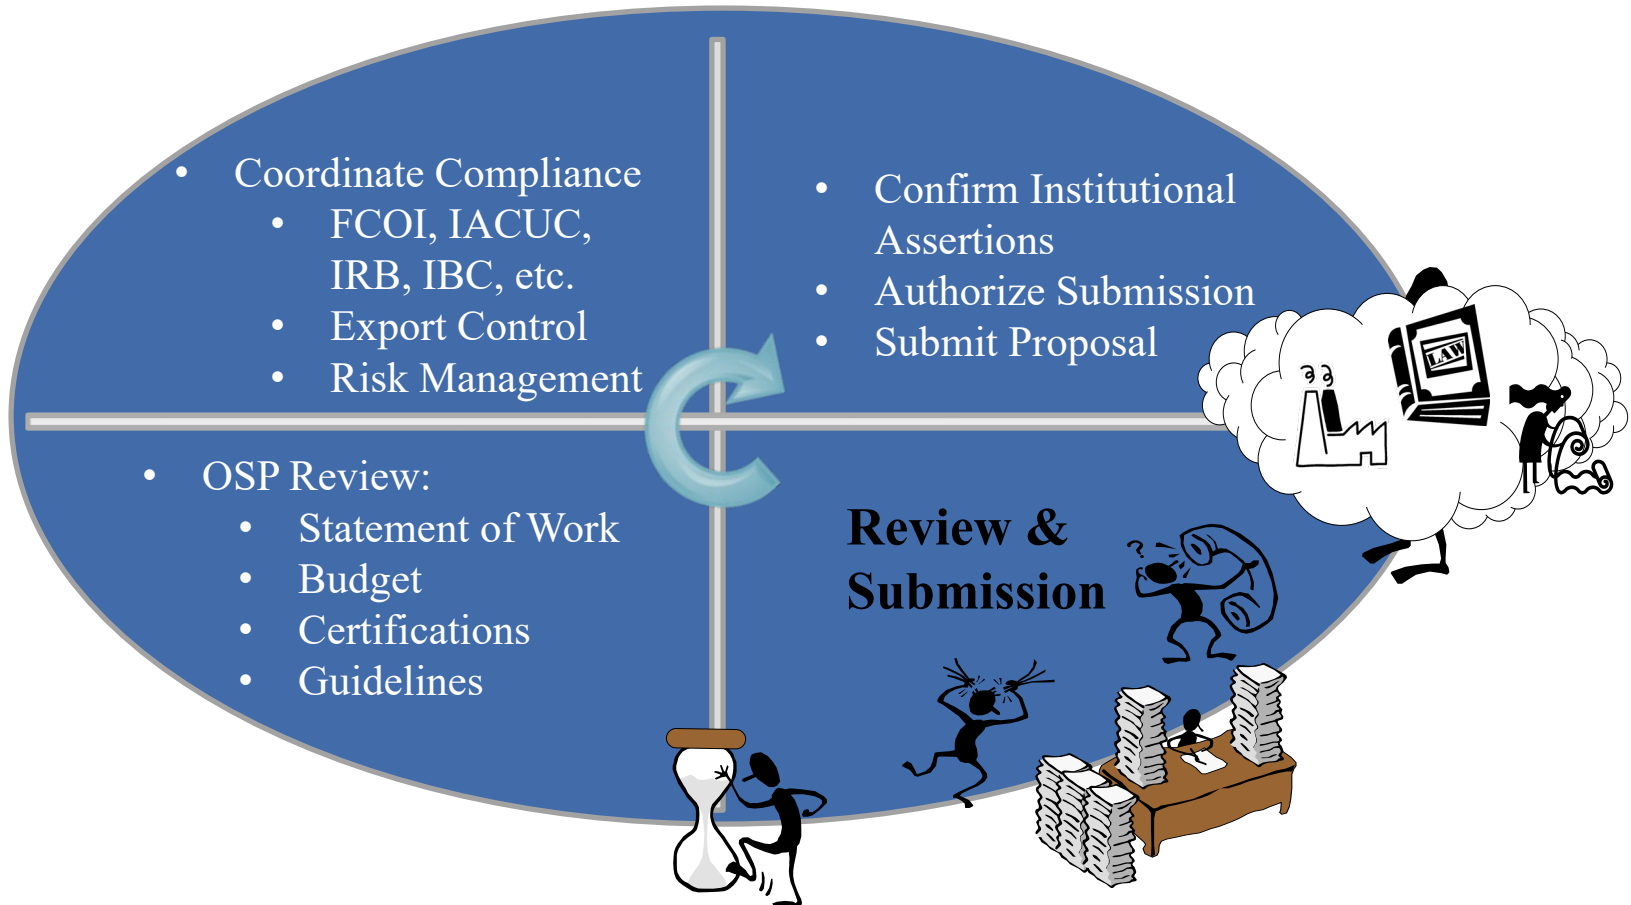 • Coordinate Compliance
• FCOI, IACUC,
IRB, IBC, etc.
• Export Control
• Risk Management
• Confirm Institutional
Assertions
• Authorize Submission
• Submit Proposal
LAW
• OSP Review:
• Statement of Work
• Budget
• Certifications
• Guidelines
Review &
Submission
?